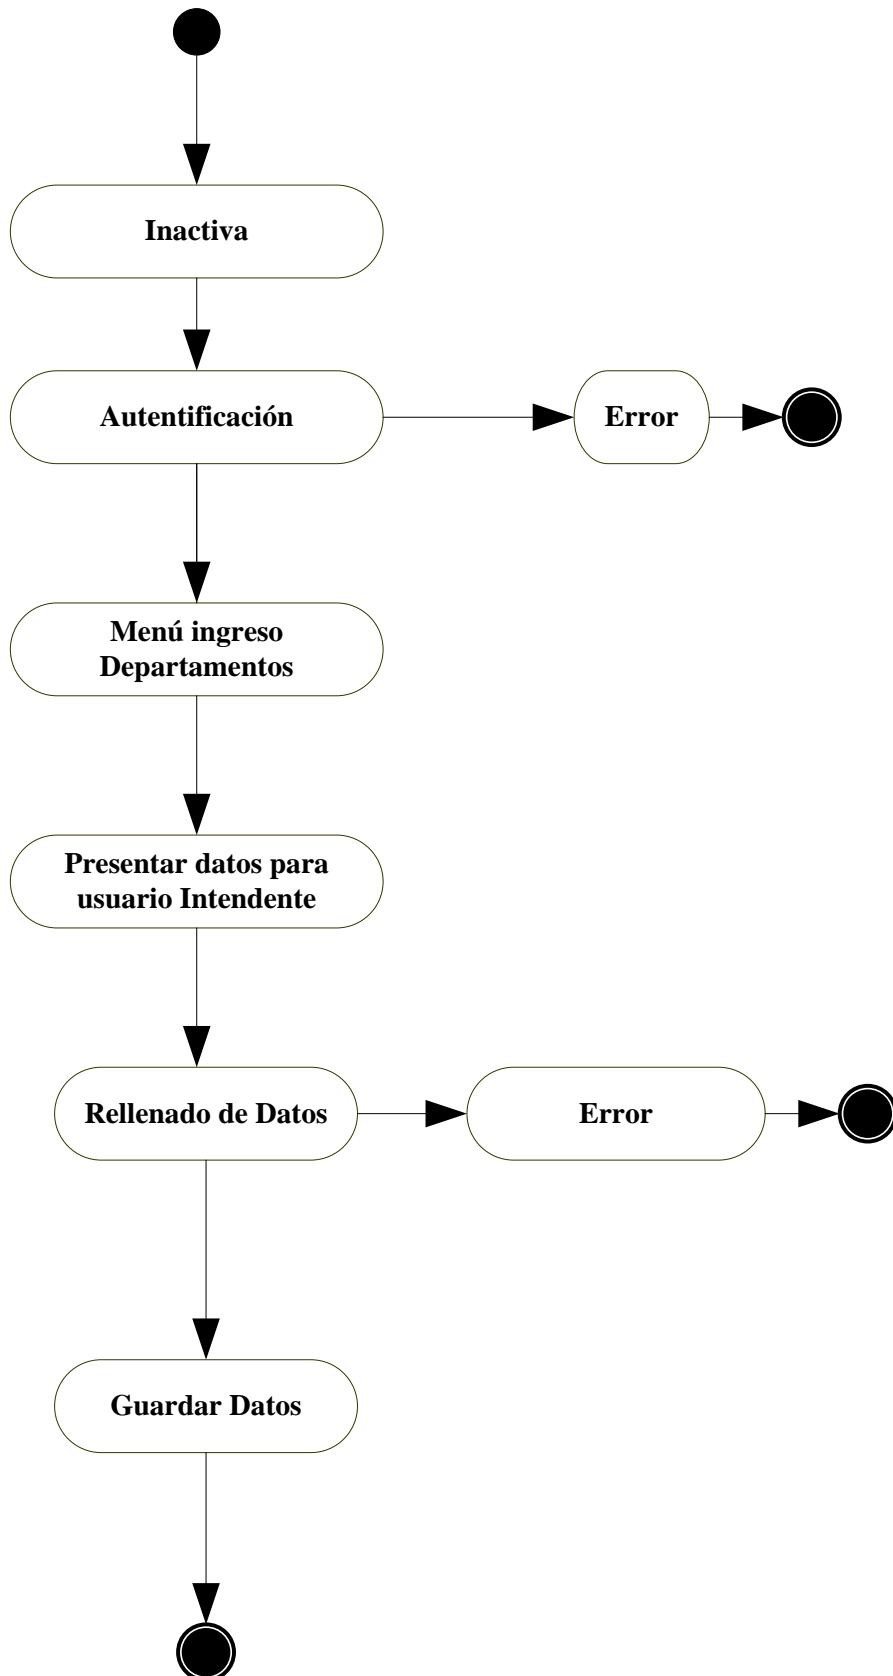 Inactiva
Autentificación
Error
Menú ingreso
Departamentos
Presentar datos para
usuario Intendente
Rellenado de Datos
Error
Guardar Datos